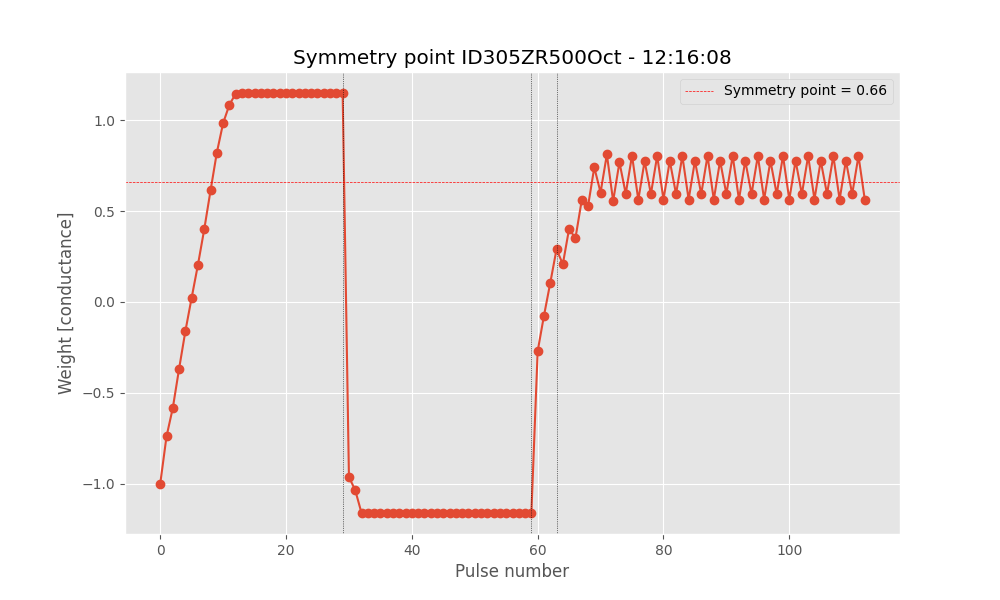 Symmetry point ID305ZR500Oct - 12:16:08
Symmetry point = 0.66
1.0
0.5
0.0
−0.5
−1.0
Weight [conductance]
0 20 40 60 80 100
Pulse number